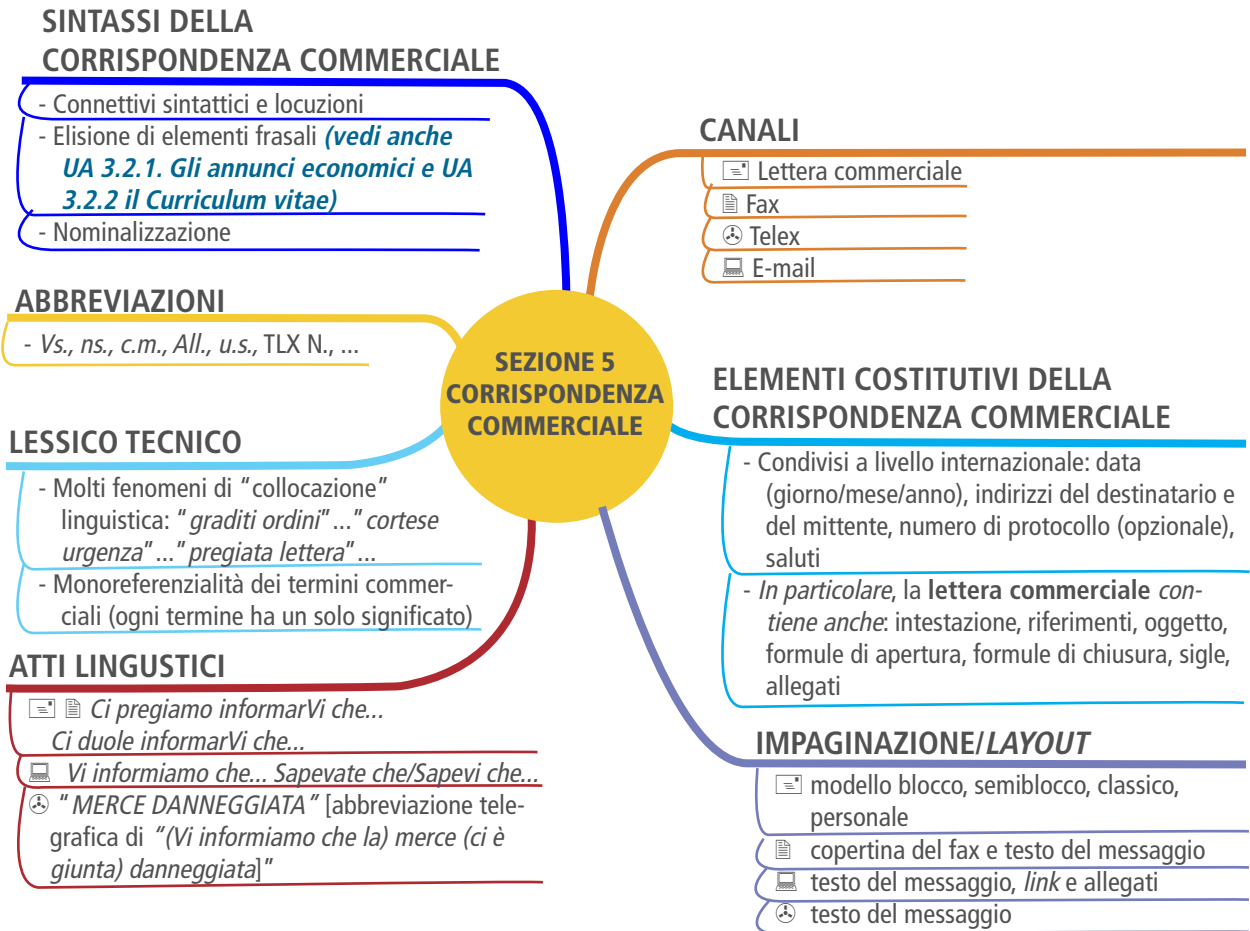 SINTASSI DELLA
CORRISPONDENZA COMMERCIALE
- Connettivi sintattici e locuzioni
- Elisione di elementi frasali (vedi anche
UA 3.2.1. Gli annunci economici e UA
3.2.2 il Curriculum vitae)
- Nominalizzazione
ABBREVIAZIONI
- Vs., ns., c.m., All., u.s., TLX N., ...
LESSICO TECNICO
- Molti fenomeni di "collocazione"
linguistica: "graditi ordini"..."cortese
urgenza"..."pregiata lettera"...
- Monoreferenzialità dei termini commer-
ciali (ogni termine ha un solo significato)
ATTI LINGUSTICI
Ci pregiamo informarVi che...
Ci duole informarVi che...
Vi informiamo che... Sapevate che/Sapevi che...
"MERCE DANNEGGIATA" [abbreviazione tele-
grafica di "(Vi informiamo che la) merce (ci è
giunta) danneggiata]"
SEZIONE 5
CORRISPONDENZA
COMMERCIALE
CANALI
Lettera commerciale
Fax
Telex
E-mail
ELEMENTI COSTITUTIVI DELLA
CORRISPONDENZA COMMERCIALE
- Condivisi a livello internazionale: data
(giorno/mese/anno), indirizzi del destinatario e
del mittente, numero di protocollo (opzionale),
saluti
- In particolare, la lettera commerciale con-
tiene anche: intestazione, riferimenti, oggetto,
formule di apertura, formule di chiusura, sigle,
allegati
IMPAGINAZIONE/LAYOUT
modello blocco, semiblocco, classico,
personale
copertina del fax e testo del messaggio
testo del messaggio, link e allegati
testo del messaggio